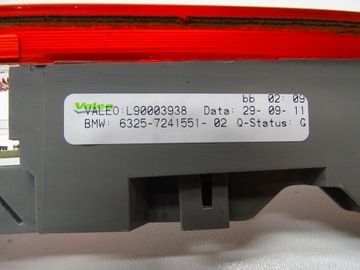 bb 02: 09
Valeo
VALEO:L90003938 Data: 29- 09- 11
BMW: 6325-7241551- 02 Q-Status: G